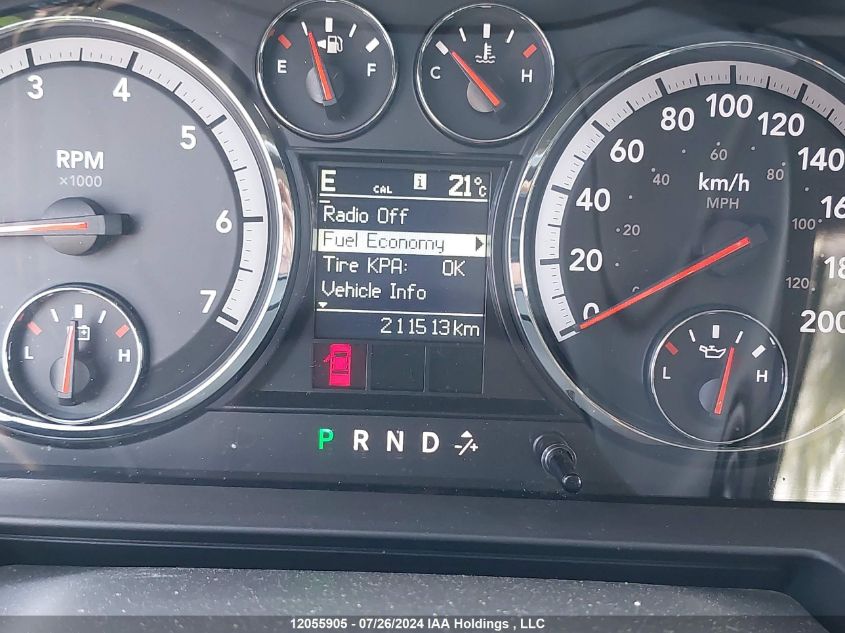 E F
C H
3 4 5 6 7
RPM
×1000
L H
E CAL i 21°C
Radio Off
Fuel Economy
Tire KPA: OK
Vehicle Info
211513km
P R N D -/+
0 20 40 60 80 100 120 140 16 18 200
20 40 60 80 100 120
km/h
MPH
L H
12055905 - 07/26/2024 IAA Holdings , LLC